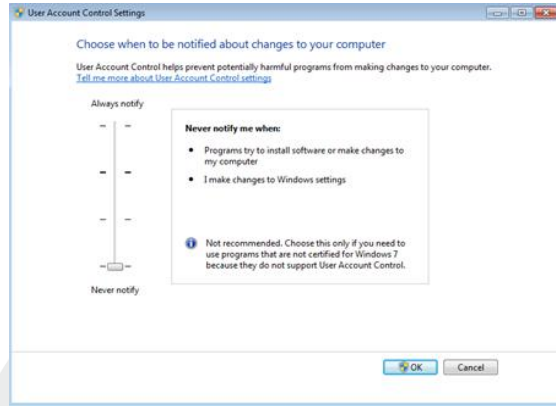 User Account Control Settings
Choose when to be notified about changes to your computer
User Account Control helps prevent potentially harmful programs from making changes to your computer.
Tell me more about User Account Control settings
Always notify
Never notify me when:
• Programs try to install software or make changes to
my computer
• I make changes to Windows settings
Not recommended. Choose this only if you need to
use programs that are not certified for Windows 7
because they do not support User Account Control.
Never notify
OK
Cancel